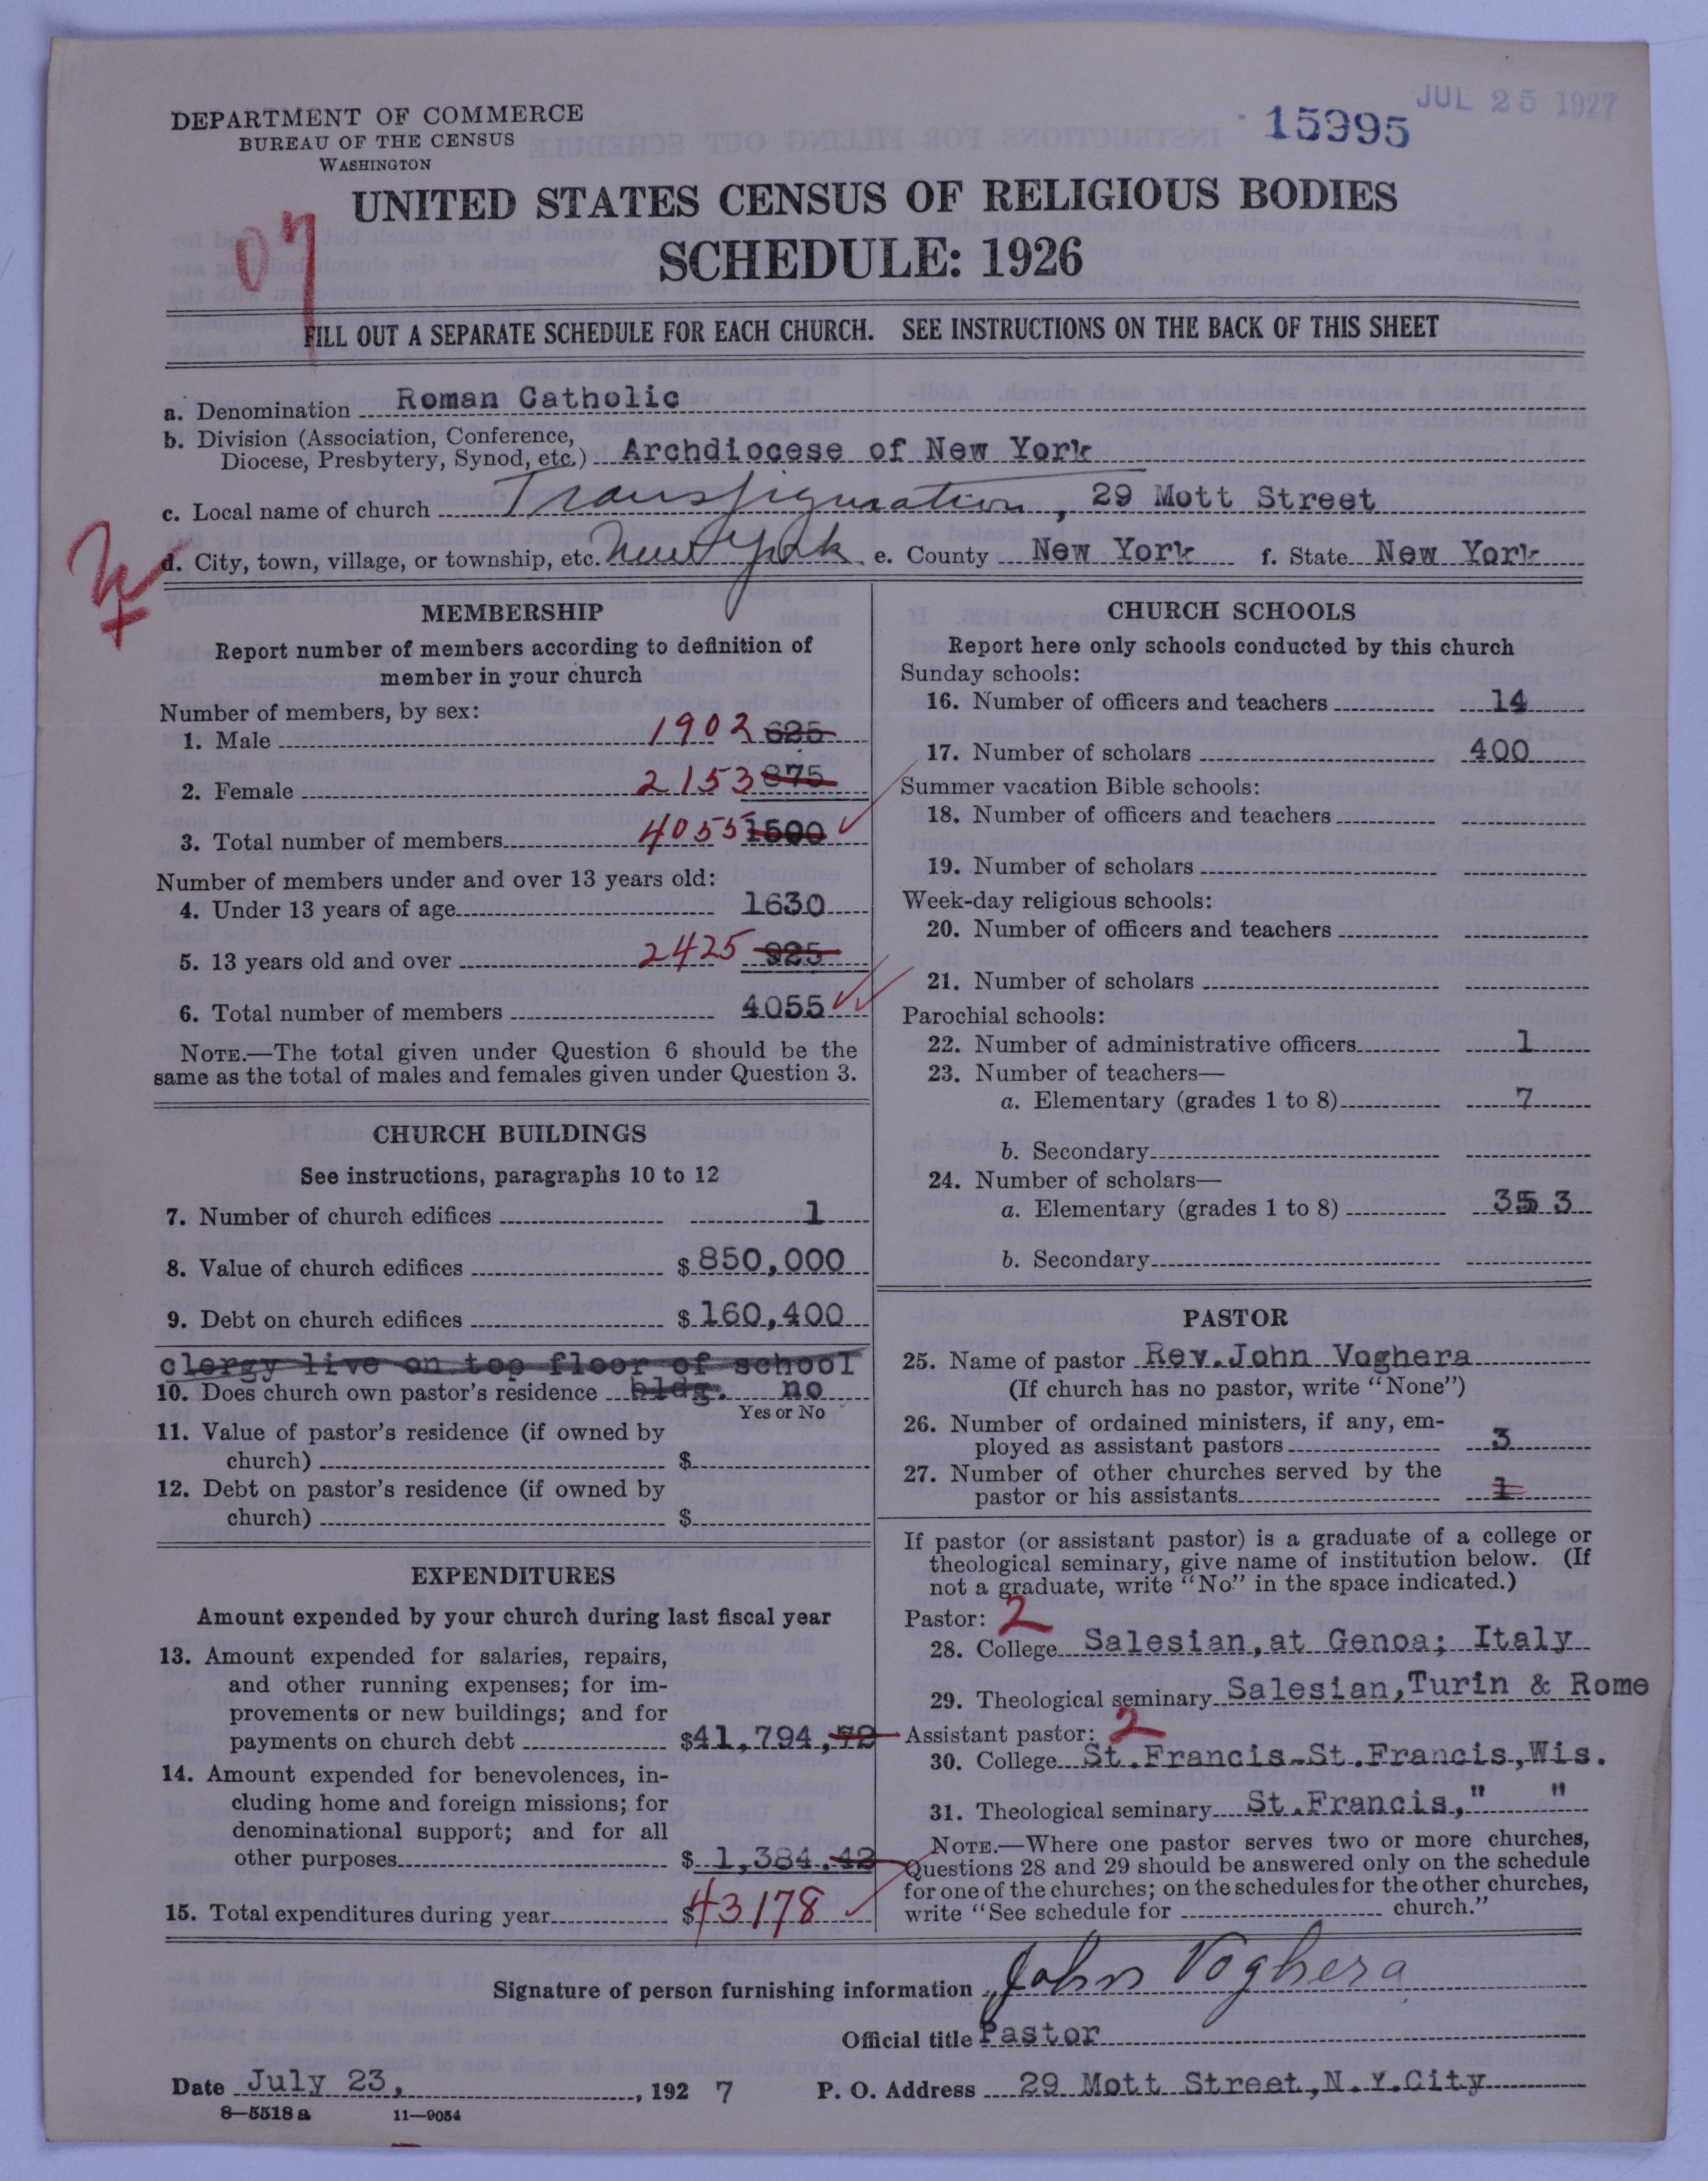 JUL 25 1927
15995
DEPARTMENT OF COMMERCE
BUREAU OF THE CENSUS
WASHINGTON
UNITED STATES CENSUS OF RELIGIOUS BODIES
SCHEDULE: 1926
07
FILL OUT A SEPARATE SCHEDULE FOR EACH CHURCH. SEE INSTRUCTIONS ON THE BACK OF THIS SHEET
a. Denomination Roman Catholic
b. Division (Association, Conference,
Diocese, Presbytery, Synod, etc.) Archdiocese of New York
c. Local name of church Transfiguration, 29 Mott Street
d. City, town, village, or township, etc. New York e. County New York f. State New York
MEMBERSHIP
Report number of members according to definition of
member in your church
Number of members, by sex:
1. Male 1902 625
2. Female 2153 875
3. Total number of members 4055 1500
Number of members under and over 13 years old:
4. Under 13 years of age 1630
5. 13 years old and over 2425 925
6. Total number of members 4055
NOTE.—The total given under Question 6 should be the
same as the total of males and females given under Question 3.
CHURCH BUILDINGS
See instructions, paragraphs 10 to 12
7. Number of church edifices 1
8. Value of church edifices $850,000
9. Debt on church edifices $160,400
clergy live on top floor of school
10. Does church own pastor's residence bldg. no
Yes or No
11. Value of pastor's residence (if owned by
church) $
12. Debt on pastor's residence (if owned by
church) $
EXPENDITURES
Amount expended by your church during last fiscal year
13. Amount expended for salaries, repairs,
and other running expenses; for im-
provements or new buildings; and for
payments on church debt $41,794,72
14. Amount expended for benevolences, in-
cluding home and foreign missions; for
denominational support; and for all
other purposes $1,384.42
15. Total expenditures during year $43178
CHURCH SCHOOLS
Report here only schools conducted by this church
Sunday schools:
16. Number of officers and teachers 14
17. Number of scholars 400
Summer vacation Bible schools:
18. Number of officers and teachers
19. Number of scholars
Week-day religious schools:
20. Number of officers and teachers
21. Number of scholars
Parochial schools:
22. Number of administrative officers 1
23. Number of teachers—
a. Elementary (grades 1 to 8) 7
b. Secondary
24. Number of scholars—
a. Elementary (grades 1 to 8) 353
b. Secondary
PASTOR
25. Name of pastor Rev.John Voghera
(If church has no pastor, write "None")
26. Number of ordained ministers, if any, em-
ployed as assistant pastors 3
27. Number of other churches served by the
pastor or his assistants 1
If pastor (or assistant pastor) is a graduate of a college or
theological seminary, give name of institution below. (If
not a graduate, write "No" in the space indicated.)
Pastor: 2
28. College Salesian,at Genoa; Italy
29. Theological seminary Salesian,Turin & Rome
Assistant pastor: 2
30. College St.Francis-St.Francis,Wis.
31. Theological seminary St.Francis," "
NOTE.—Where one pastor serves two or more churches,
Questions 28 and 29 should be answered only on the schedule
for one of the churches; on the schedules for the other churches,
write "See schedule for church."
Signature of person furnishing information John Voghera
Official title Pastor
Date July 23, , 192 7 P. O. Address 29 Mott Street,N.Y.City
8—5518 a 11—9054